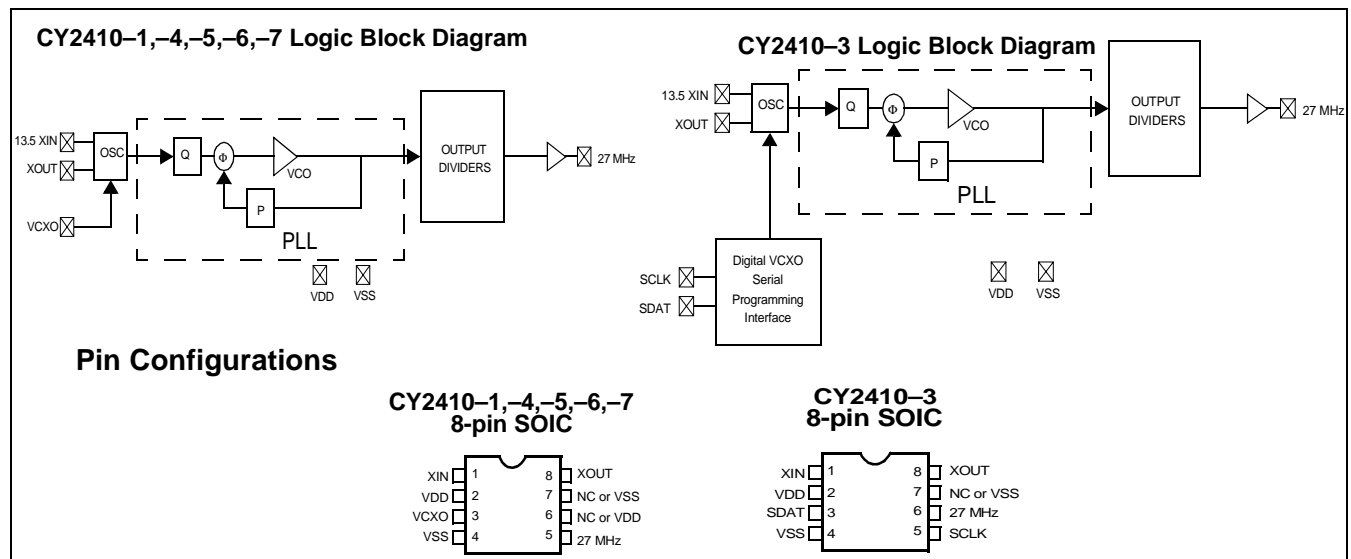 CY2410–1,–4,–5,–6,–7 Logic Block Diagram
13.5 XIN
XOUT
VCXO
OSC
Q
Φ
VCO
P
PLL
OUTPUT
DIVIDERS
27 MHz
VDD
VSS
CY2410–3 Logic Block Diagram
13.5 XIN
XOUT
OSC
Q
Φ
VCO
P
PLL
OUTPUT
DIVIDERS
27 MHz
SCLK
SDAT
Digital VCXO
Serial
Programming
Interface
VDD
VSS
Pin Configurations
CY2410–1,–4,–5,–6,–7
8-pin SOIC
XIN 1 8 XOUT
VDD 2 7 NC or VSS
VCXO 3 6 NC or VDD
VSS 4 5 27 MHz
CY2410–3
8-pin SOIC
XIN 1 8 XOUT
VDD 2 7 NC or VSS
SDAT 3 6 27 MHz
VSS 4 5 SCLK